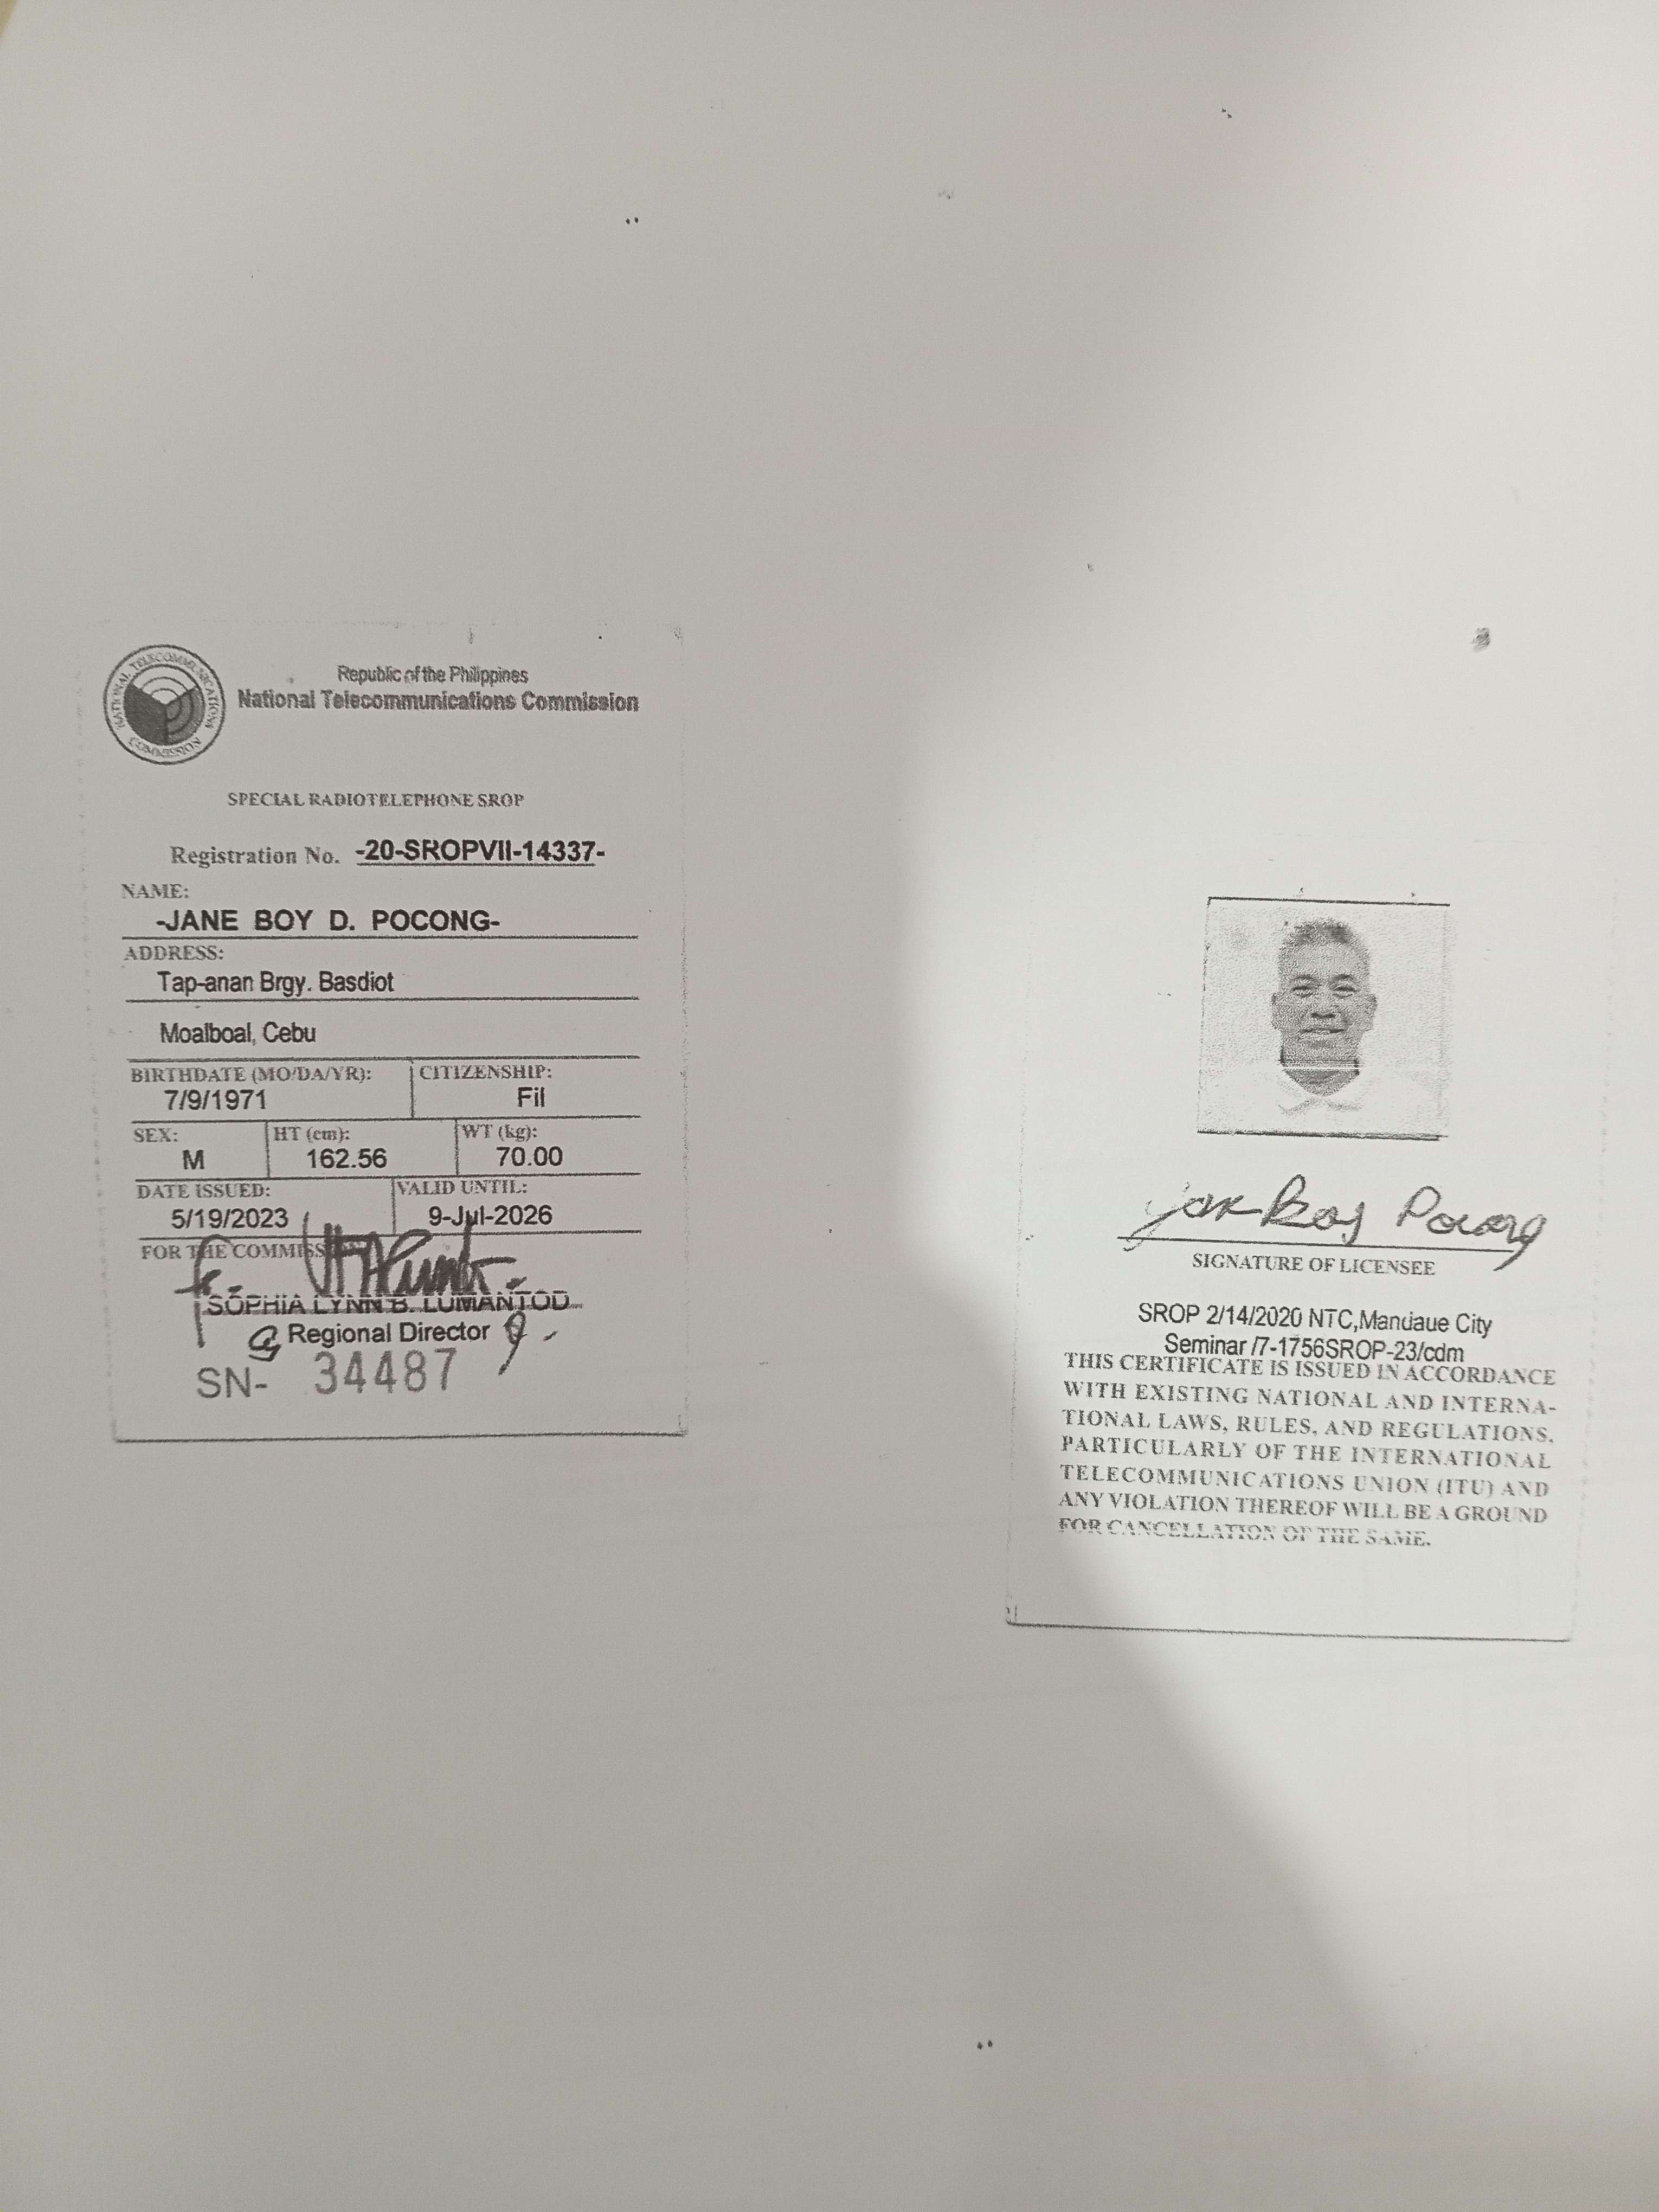 NATIONAL TELECOMMUNICATIONS COMMISSION
Republic of the Philippines
National Telecommunications Commission
SPECIAL RADIOTELEPHONE SROP
Registration No. -20-SROPVII-14337-
NAME:
-JANE BOY D. POCONG-
ADDRESS:
Tap-anan Brgy. Basdiot
Moalboal, Cebu
BIRTHDATE (MO/DA/YR): CITIZENSHIP:
7/9/1971 Fil
SEX: HT (cm): WT (kg):
M 162.56 70.00
DATE ISSUED: VALID UNTIL:
5/19/2023 9-Jul-2026
FOR THE COMMISSION
SOPHIA LYNN B. LUMANTOD
Regional Director
SN- 34487
Boy Pocong
SIGNATURE OF LICENSEE
SROP 2/14/2020 NTC,Mandaue City
Seminar /7-1756SROP-23/cdm
THIS CERTIFICATE IS ISSUED IN ACCORDANCE
WITH EXISTING NATIONAL AND INTERNA-
TIONAL LAWS, RULES, AND REGULATIONS,
PARTICULARLY OF THE INTERNATIONAL
TELECOMMUNICATIONS UNION (ITU) AND
ANY VIOLATION THEREOF WILL BE A GROUND
FOR CANCELLATION OF THE SAME.